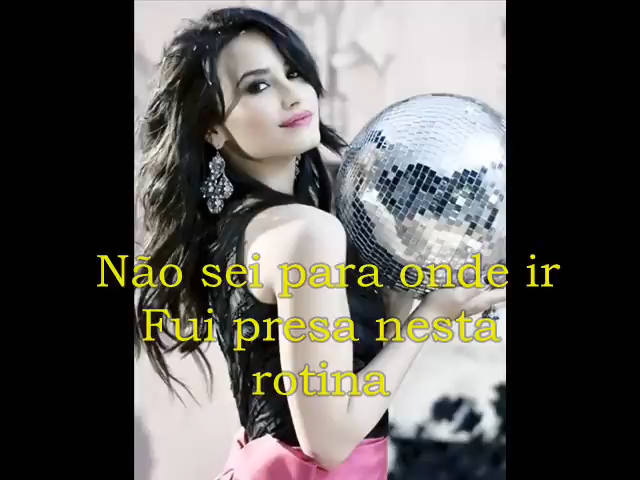 Não sei para onde ir
Fui presa nesta
rotina